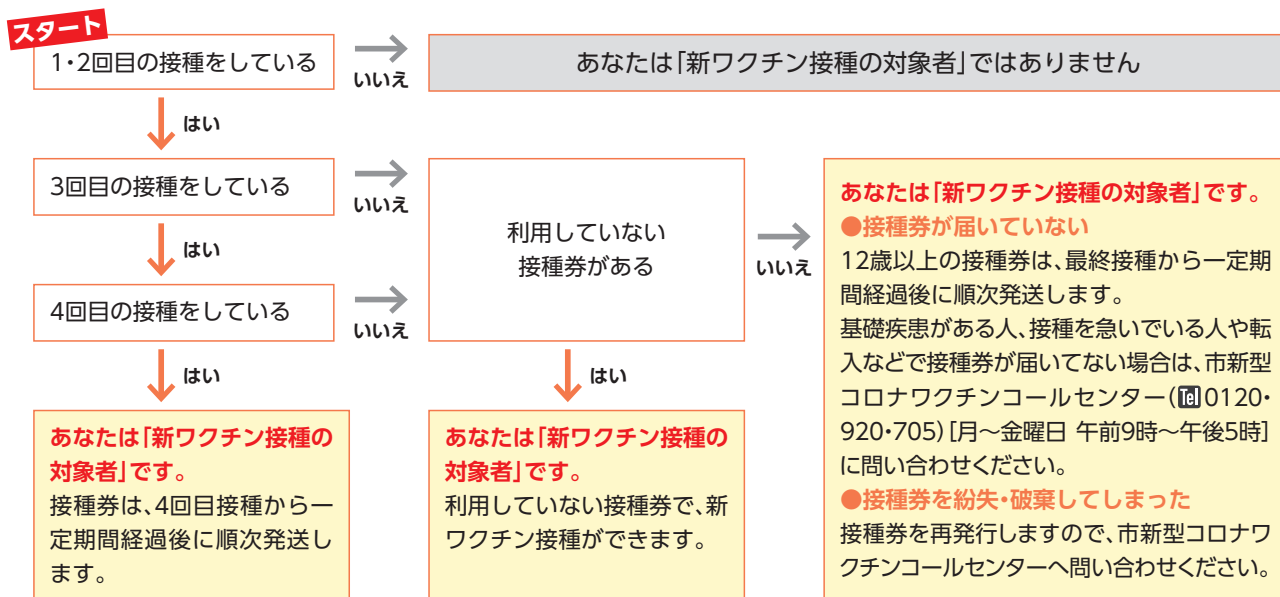 スタート
1・2回目の接種をしている
いいえ
あなたは「新ワクチン接種の対象者」ではありません
はい
3回目の接種をしている
いいえ
はい
4回目の接種をしている
いいえ
はい
利用していない
接種券がある
いいえ
はい
あなたは「新ワクチン接種の
対象者」です。
接種券は、4回目接種から一
定期間経過後に順次発送し
ます。
あなたは「新ワクチン接種の
対象者」です。
利用していない接種券で、新
ワクチン接種ができます。
あなたは「新ワクチン接種の対象者」です。
●接種券が届いていない
12歳以上の接種券は、最終接種から一定期
間経過後に順次発送します。
基礎疾患がある人、接種を急いでいる人や転
入などで接種券が届いてない場合は、市新型
コロナワクチンコールセンター(Tel0120・
920・705)[月〜金曜日 午前9時〜午後5時]
に問い合わせください。
●接種券を紛失・破棄してしまった
接種券を再発行しますので、市新型コロナワ
クチンコールセンターへ問い合わせください。